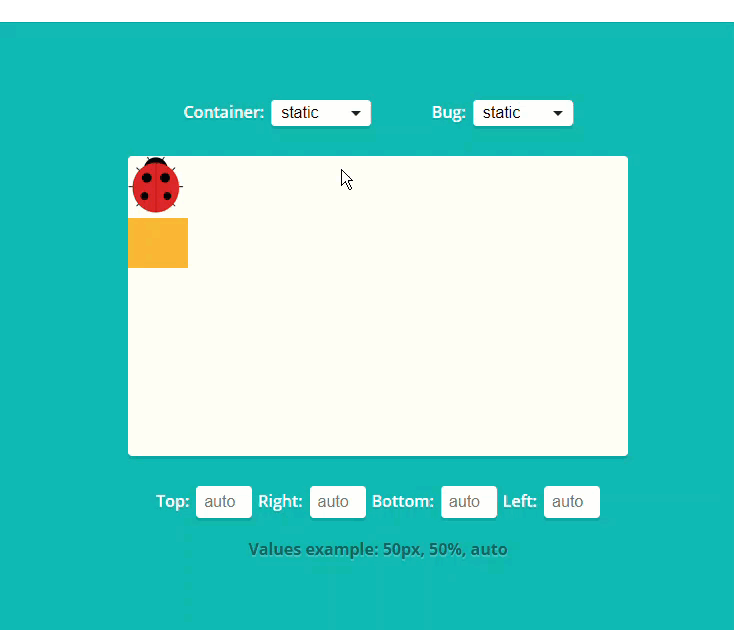 Container: static Bug: static
Top: auto Right: auto Bottom: auto Left: auto
Values example: 50px, 50%, auto